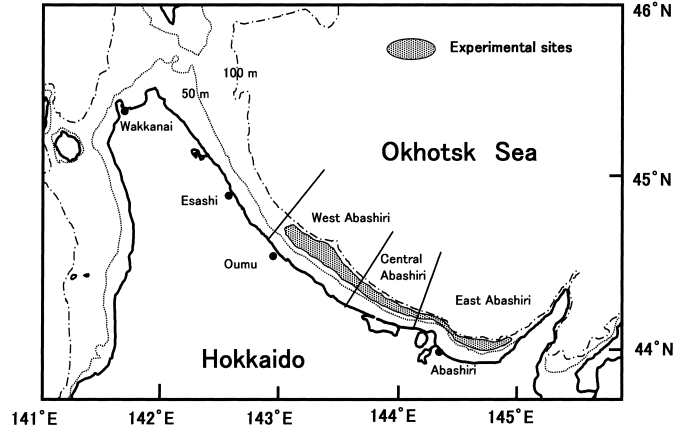 46°N
Experimental sites
100 m
50 m
Wakkanai
Okhotsk Sea
45°N
Esashi
West Abashiri
Oumu
Central
Abashiri
East Abashiri
44°N
Hokkaido
Abashiri
141°E
142°E
143°E
144°E
145°E